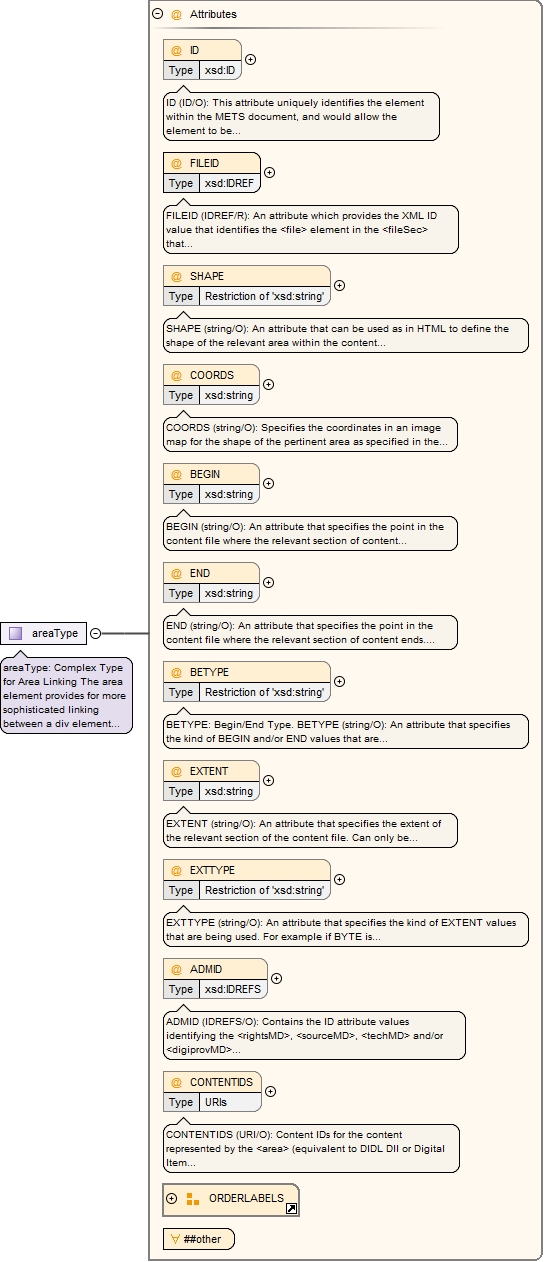 Attributes
@ ID
Type xsd:ID
ID (ID/O): This attribute uniquely identifies the element
within the METS document, and would allow the
element to be...
@ FILEID
Type xsd:IDREF
FILEID (IDREF/R): An attribute which provides the XML ID
value that identifies the <file> element in the <fileSec>
that...
@ SHAPE
Type Restriction of 'xsd:string'
SHAPE (string/O): An attribute that can be used as in HTML to define the
shape of the relevant area within the content...
@ COORDS
Type xsd:string
COORDS (string/O): Specifies the coordinates in an image
map for the shape of the pertinent area as specified in the...
@ BEGIN
Type xsd:string
BEGIN (string/O): An attribute that specifies the point in the
content file where the relevant section of content...
@ END
Type xsd:string
END (string/O): An attribute that specifies the point in the
content file where the relevant section of content ends....
areaType
areaType: Complex Type
for Area Linking The area
element provides for more
sophisticated linking
between a div element...
@ BETYPE
Type Restriction of 'xsd:string'
BETYPE: Begin/End Type. BETYPE (string/O): An attribute that specifies
the kind of BEGIN and/or END values that are...
@ EXTENT
Type xsd:string
EXTENT (string/O): An attribute that specifies the extent of
the relevant section of the content file. Can only be...
@ EXTTYPE
Type Restriction of 'xsd:string'
EXTTYPE (string/O): An attribute that specifies the kind of EXTENT values
that are being used. For example if BYTE is...
@ ADMID
Type xsd:IDREFS
ADMID (IDREFS/O): Contains the ID attribute values
identifying the <rightsMD>, <sourceMD>, <techMD> and/or
<digiprovMD>...
@ CONTENTIDS
Type URIs
CONTENTIDS (URI/O): Content IDs for the content
represented by the <area> (equivalent to DIDL DII or Digital
Item...
ORDERLABELS
##other